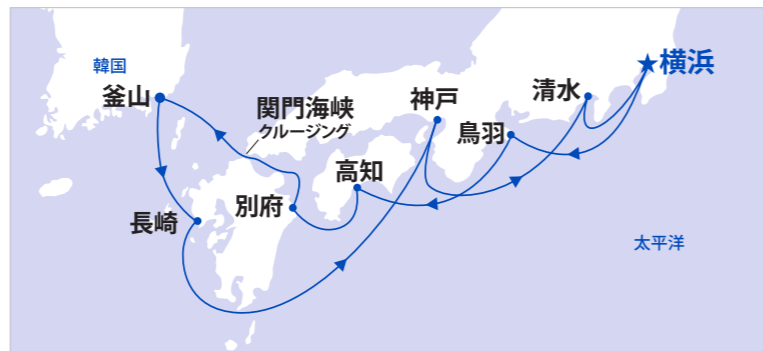 韓国
釜山
関門海峡
クルージング
神戸
清水
★横浜
鳥羽
高知
別府
長崎
太平洋